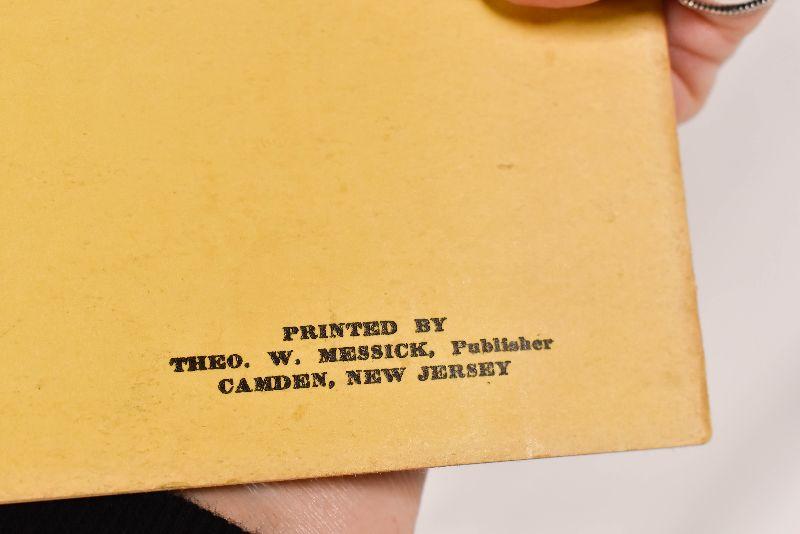 PRINTED BY
THEO. W. MESSICK, Publisher
CAMDEN, NEW JERSEY